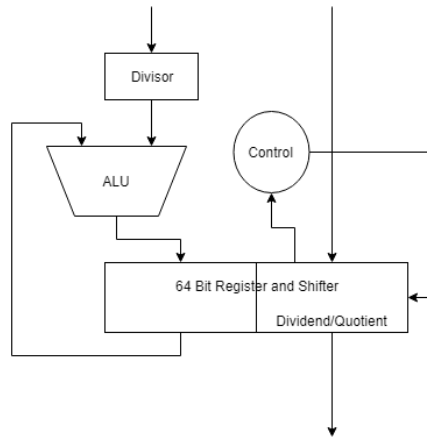 Divisor
ALU
Control
64 Bit Register and Shifter
Dividend/Quotient